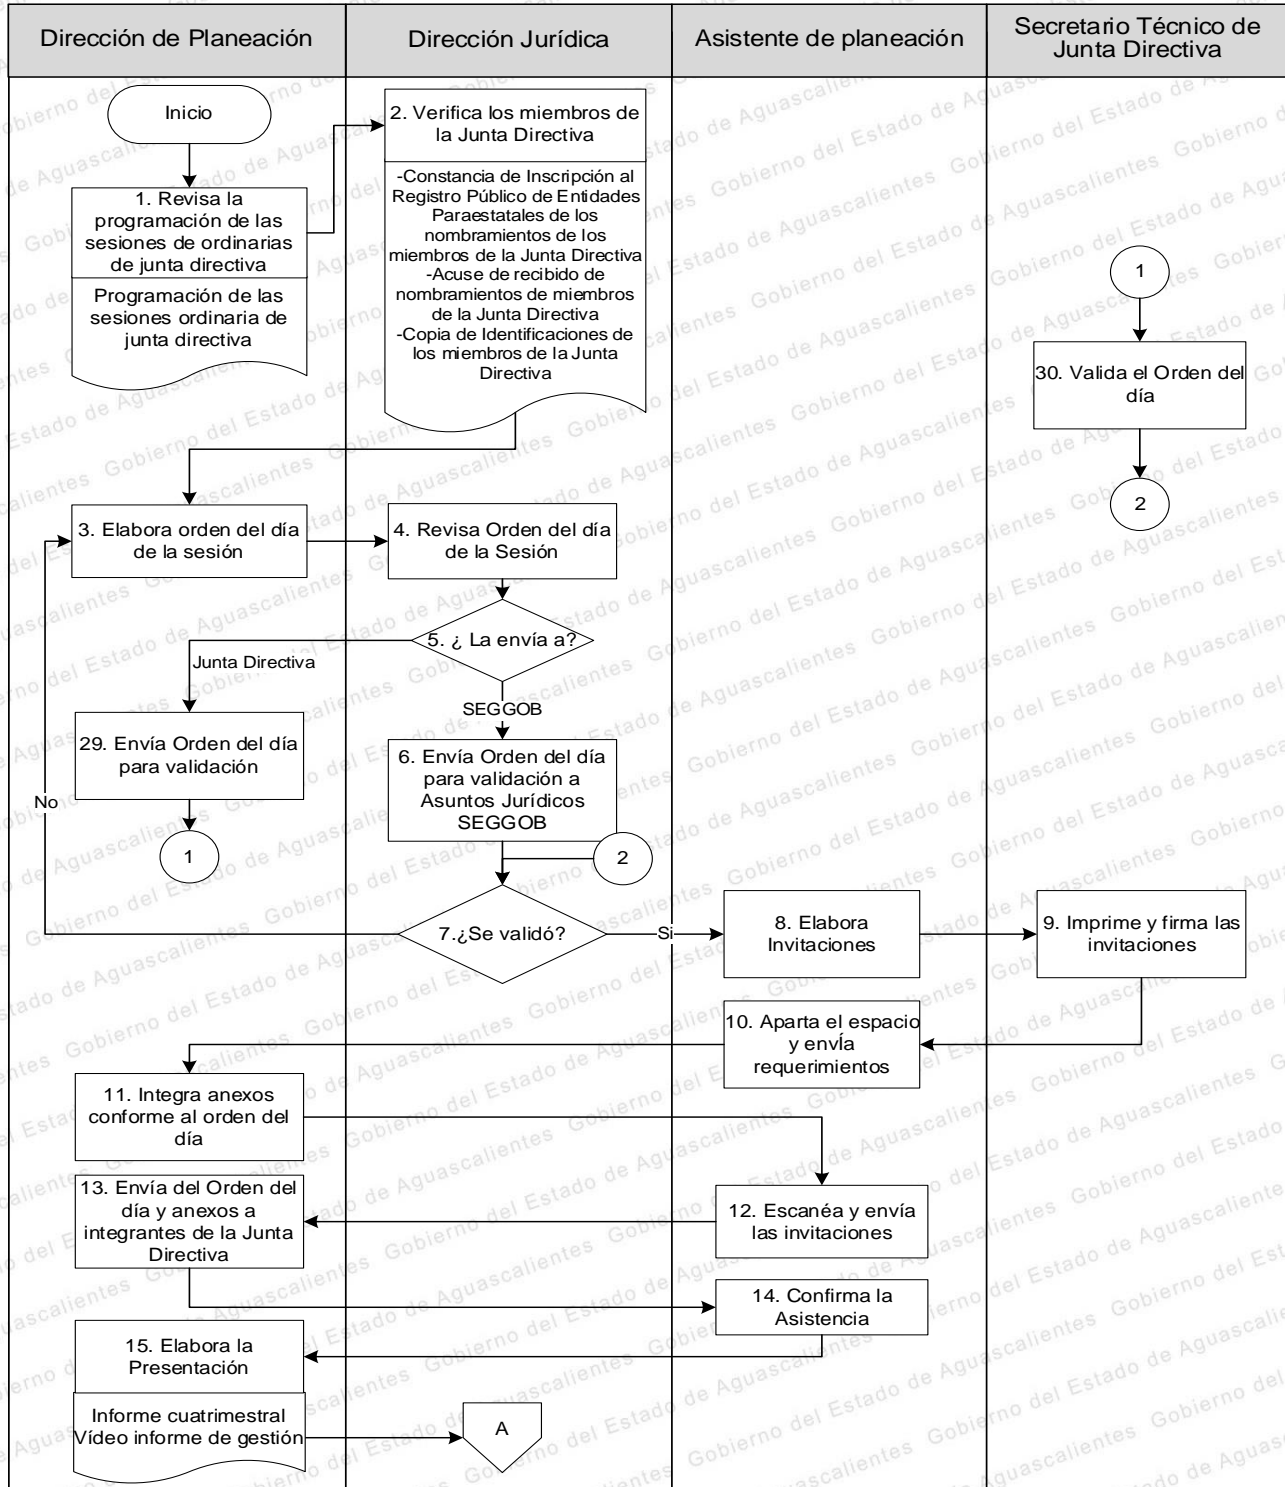 Dirección de Planeación
Dirección Jurídica
Asistente de planeación
Secretario Técnico de
Junta Directiva
Inicio
1. Revisa la
programación de las
sesiones de ordinarias
de junta directiva
Programación de las
sesiones ordinaria de
junta directiva
2. Verifica los miembros de
la Junta Directiva
-Constancia de Inscripción al
Registro Público de Entidades
Paraestatales de los
nombramientos de los
miembros de la Junta Directiva
-Acuse de recibido de
nombramientos de miembros
de la Junta Directiva
-Copia de Identificaciones de
los miembros de la Junta
Directiva
1
30. Valida el Orden del
día
2
3. Elabora orden del día
de la sesión
4. Revisa Orden del día
de la Sesión
5. ¿ La envía a?
Junta Directiva
SEGGOB
29. Envía Orden del día
para validación
1
6. Envía Orden del día
para validación a
Asuntos Jurídicos
SEGGOB
2
No
7.¿Se validó?
Si
8. Elabora
Invitaciones
9. Imprime y firma las
invitaciones
10. Aparta el espacio
y envÍa
requerimientos
11. Integra anexos
conforme al orden del
día
12. Escanéa y envía
las invitaciones
13. Envía del Orden del
día y anexos a
integrantes de la Junta
Directiva
14. Confirma la
Asistencia
15. Elabora la
Presentación
Informe cuatrimestral
Vídeo informe de gestión
A
Gobierno del Estado de Aguascalientes